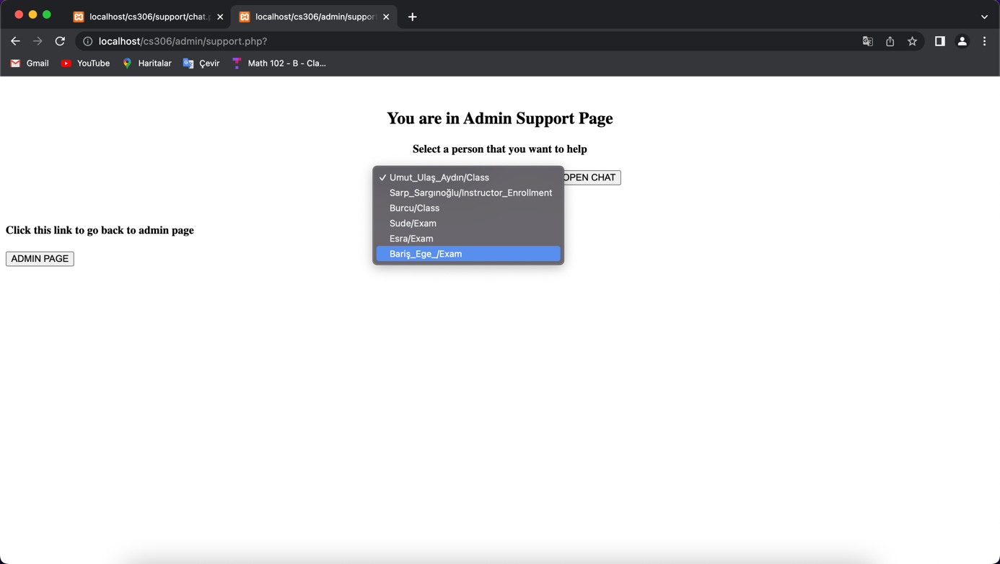 localhost/cs306/support/chat.p
localhost/cs306/admin/suppor
localhost/cs306/admin/support.php?
Gmail
YouTube
Haritalar
Çevir
Math 102 - B - Cla...
You are in Admin Support Page
Select a person that you want to help
✓ Umut_Ulaş_Aydın/Class
OPEN CHAT
Sarp_Sargınoğlu/Instructor_Enrollment
Burcu/Class
Sude/Exam
Esra/Exam
Bariş_Ege_/Exam
Click this link to go back to admin page
ADMIN PAGE